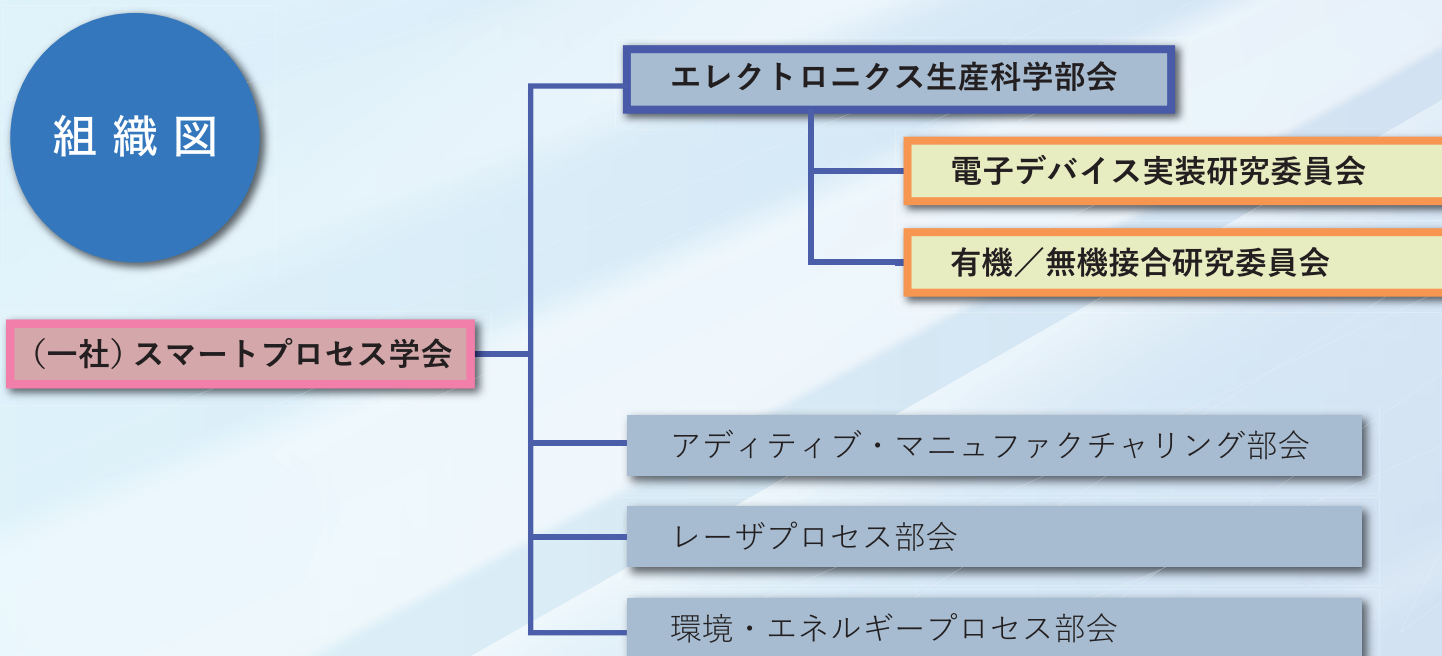 組織図
エレクトロニクス生産科学部会
電子デバイス実装研究委員会
有機／無機接合研究委員会
（一社）スマートプロセス学会
アディティブ・マニュファクチャリング部会
レーザプロセス部会
環境・エネルギープロセス部会